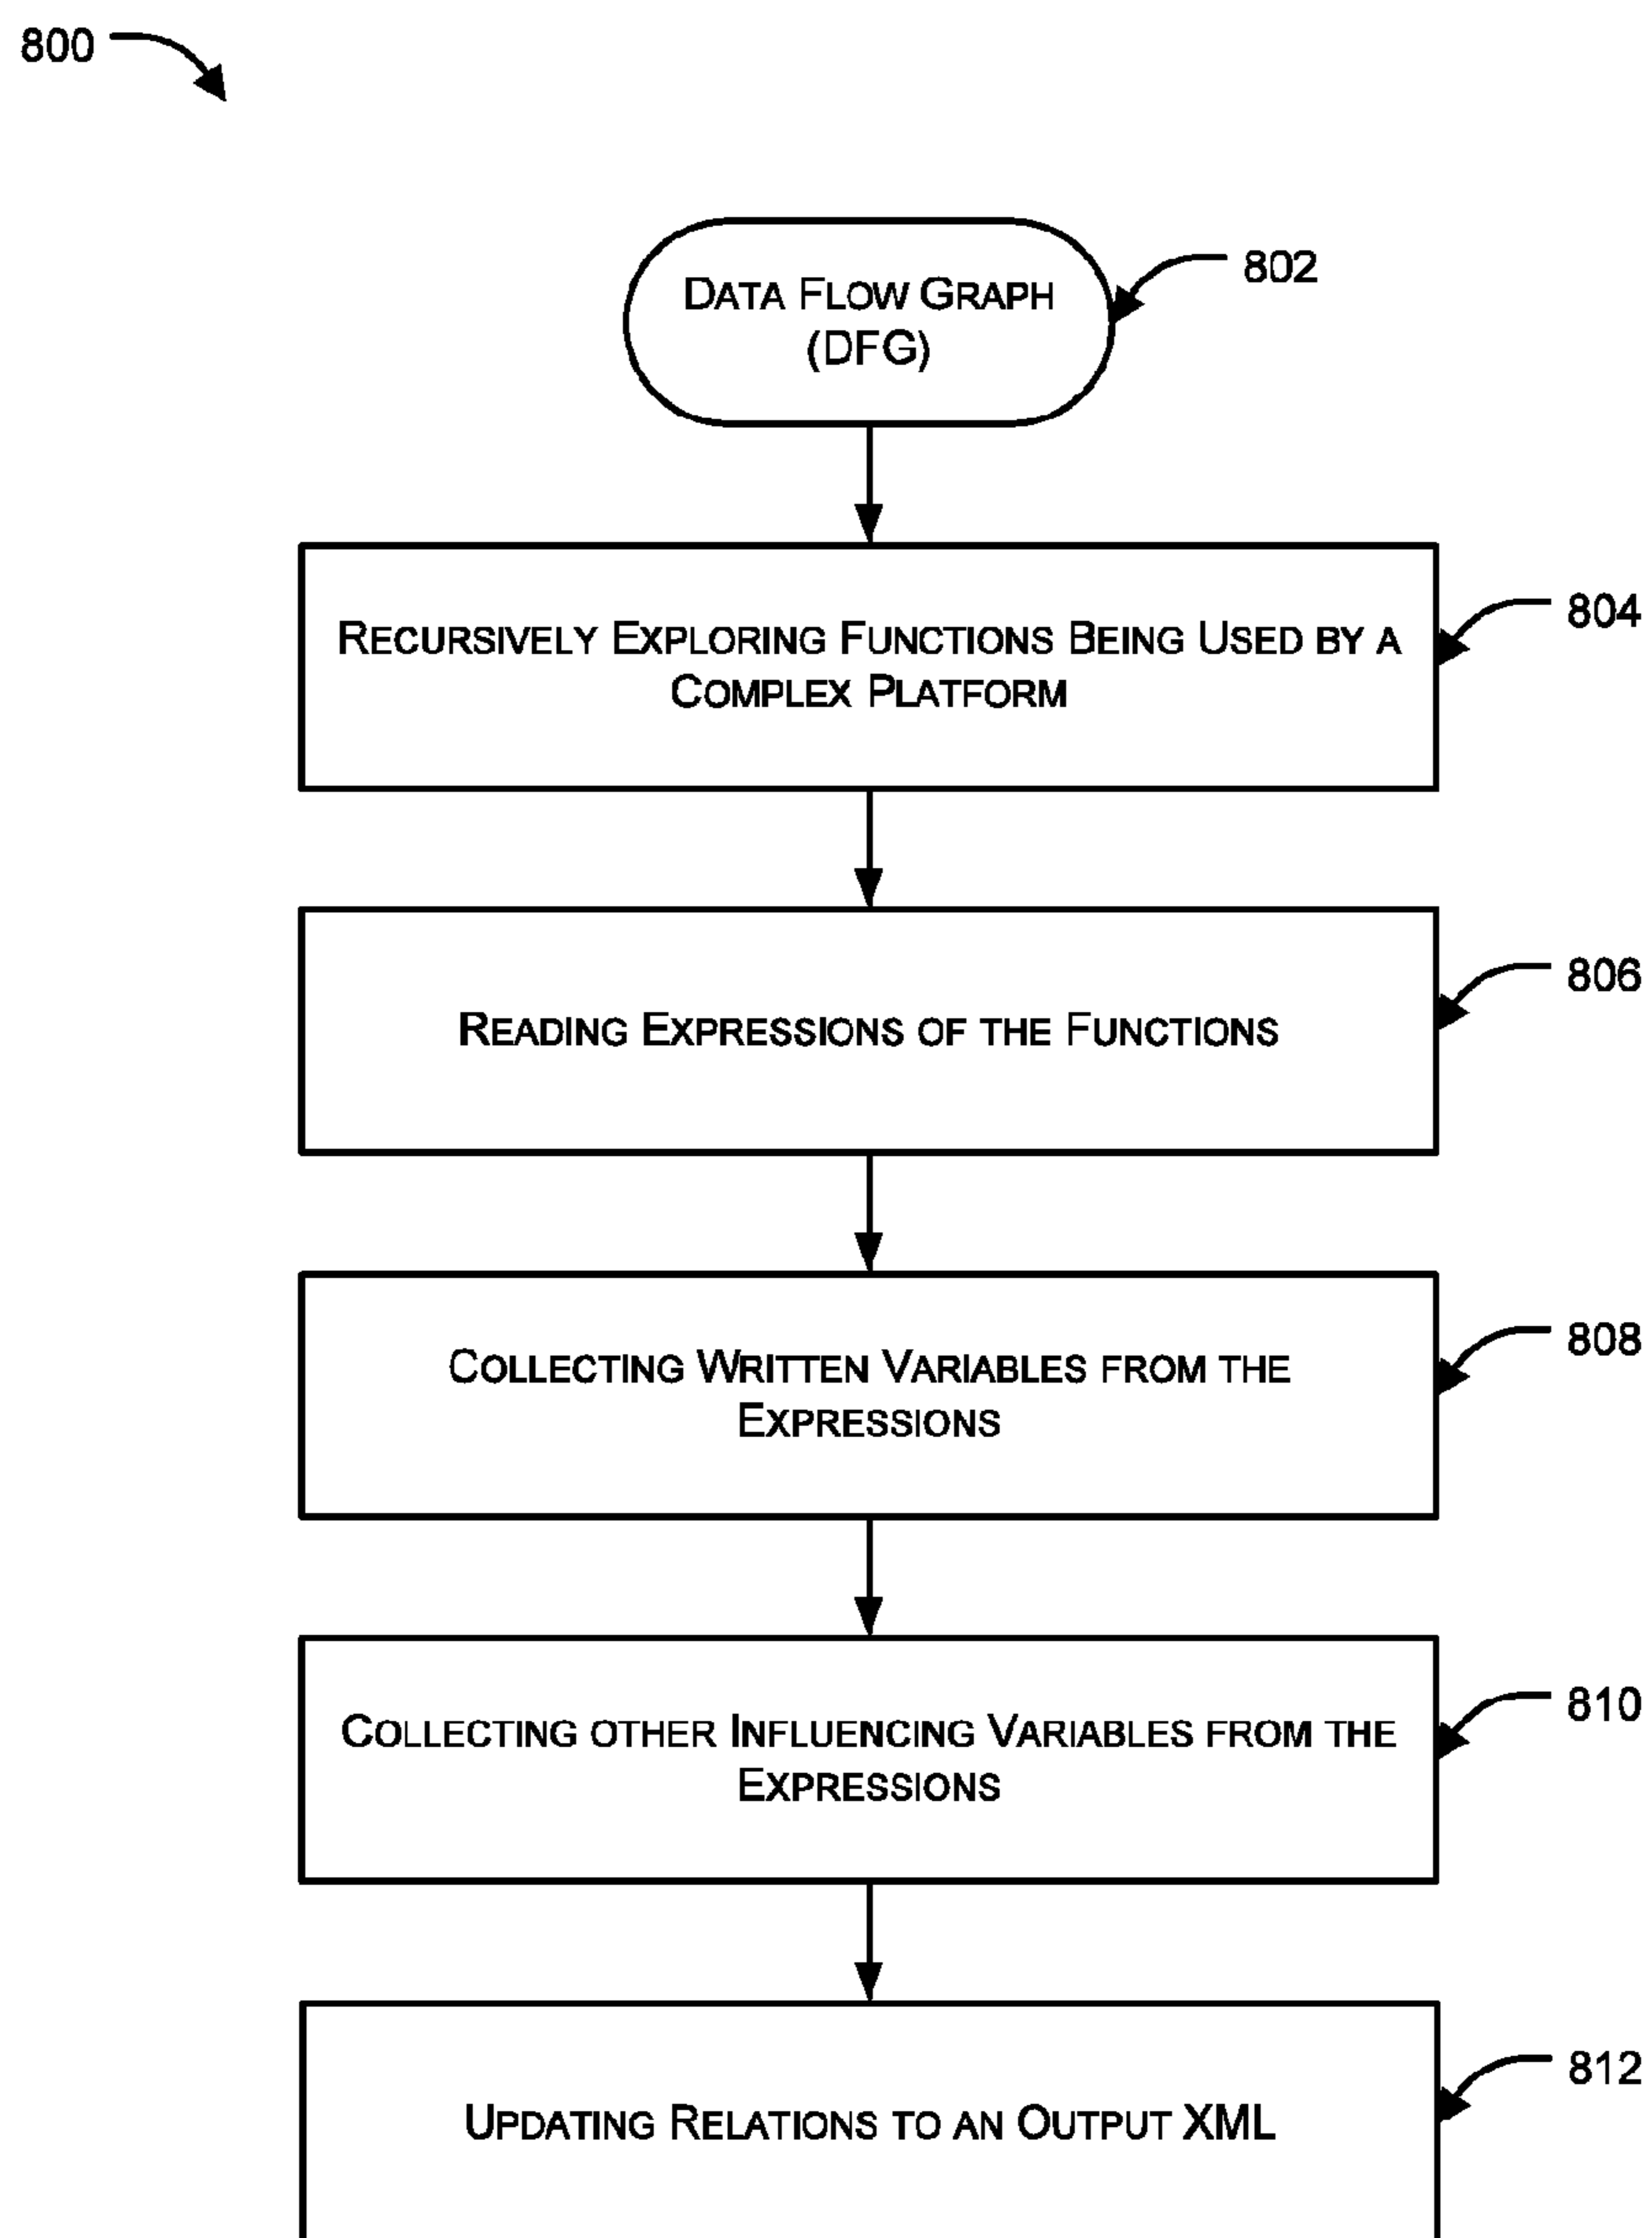 800
DATA FLOW GRAPH
(DFG)
802
RECURSIVELY EXPLORING FUNCTIONS BEING USED BY A
COMPLEX PLATFORM
804
READING EXPRESSIONS OF THE FUNCTIONS
806
COLLECTING WRITTEN VARIABLES FROM THE
EXPRESSIONS
808
COLLECTING OTHER INFLUENCING VARIABLES FROM THE
EXPRESSIONS
810
UPDATING RELATIONS TO AN OUTPUT XML
812